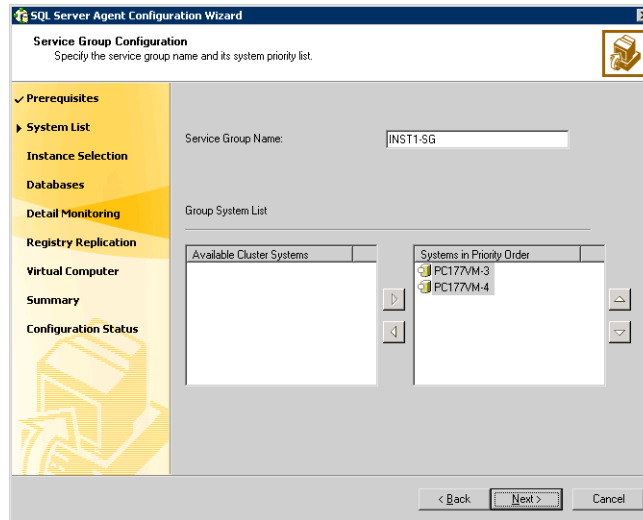 SQL Server Agent Configuration Wizard
Service Group Configuration
Specify the service group name and its system priority list.
Prerequisites
System List
Instance Selection
Databases
Detail Monitoring
Registry Replication
Virtual Computer
Summary
Configuration Status
Service Group Name:
INST1-SG
Group System List
Available Cluster Systems
Systems in Priority Order
PC177VM-3
PC177VM-4
< Back
Next >
Cancel